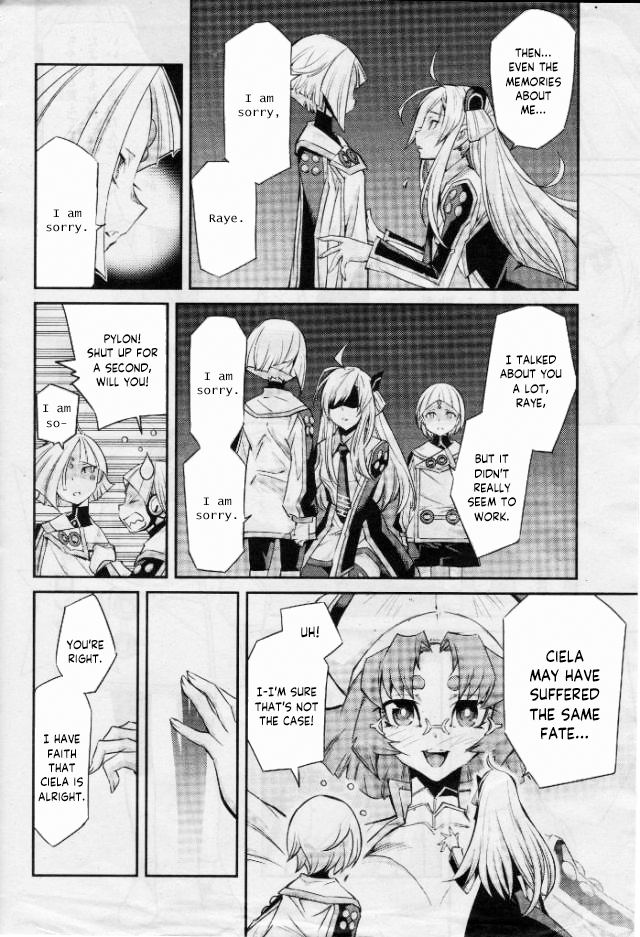 THEN...
EVEN THE
MEMORIES
ABOUT
ME...
I am
sorry,
Raye.
I am
sorry.
I TALKED
ABOUT YOU
A LOT,
RAYE,
BUT IT
DIDN'T
REALLY
SEEM TO
WORK.
I am
sorry.
I am
sorry.
PYLON!
SHUT UP FOR
A SECOND,
WILL YOU!
I am
so-
CIELA
MAY HAVE
SUFFERED
THE SAME
FATE...
UH!
I-I'M SURE
THAT'S NOT
THE CASE!
YOU'RE
RIGHT.
I HAVE
FAITH
THAT
CIELA IS
ALRIGHT.